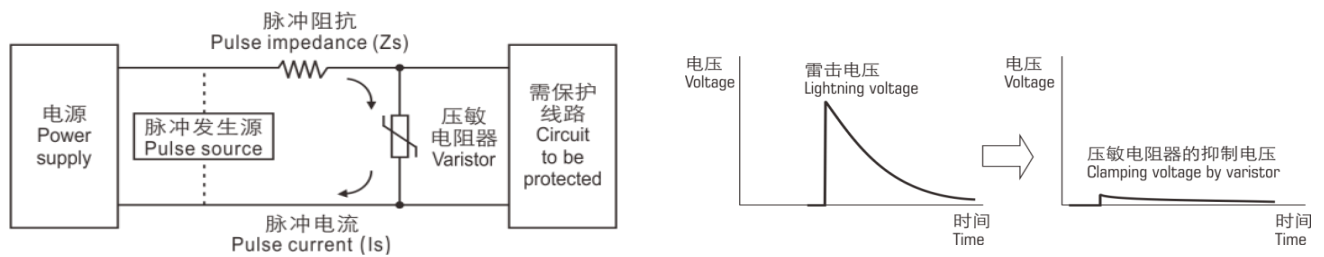 脉冲阻抗
Pulse impedance (Zs)
电源
Power
supply
脉冲发生源
Pulse source
压敏
电阻器
Varistor
需保护
线路
Circuit
to be
protected
脉冲电流
Pulse current (Is)
电压
Voltage
雷击电压
Lightning voltage
时间
Time
电压
Voltage
压敏电阻器的抑制电压
Clamping voltage by varistor
时间
Time